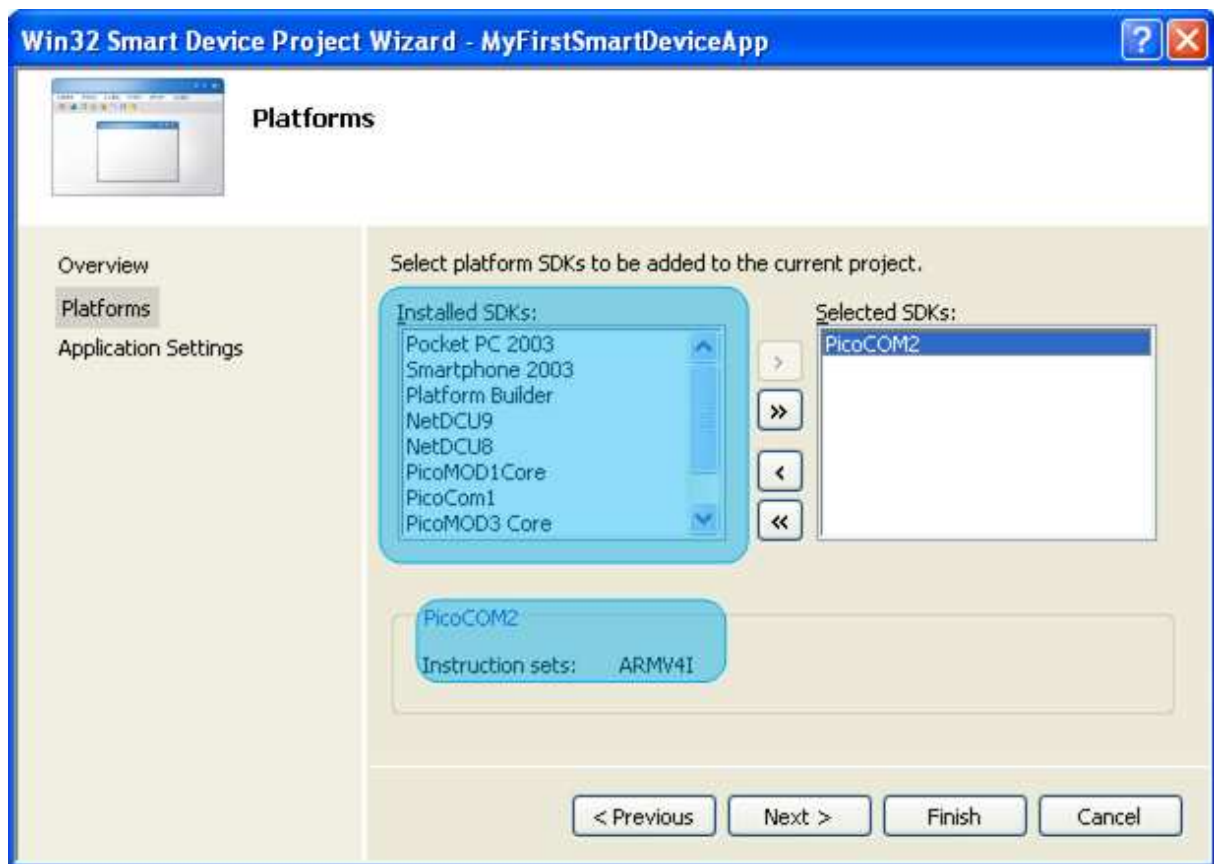 Win32 Smart Device Project Wizard - MyFirstSmartDeviceApp
Platforms
Overview
Platforms
Application Settings
Select platform SDKs to be added to the current project.
Installed SDKs:
Pocket PC 2003
Smartphone 2003
Platform Builder
NetDCU9
NetDCU8
PicoMOD1Core
PicoCom1
PicoMOD3 Core
>
>>
<
<<
Selected SDKs:
PicoCOM2
PicoCOM2
Instruction sets: ARMV4I
< Previous
Next >
Finish
Cancel